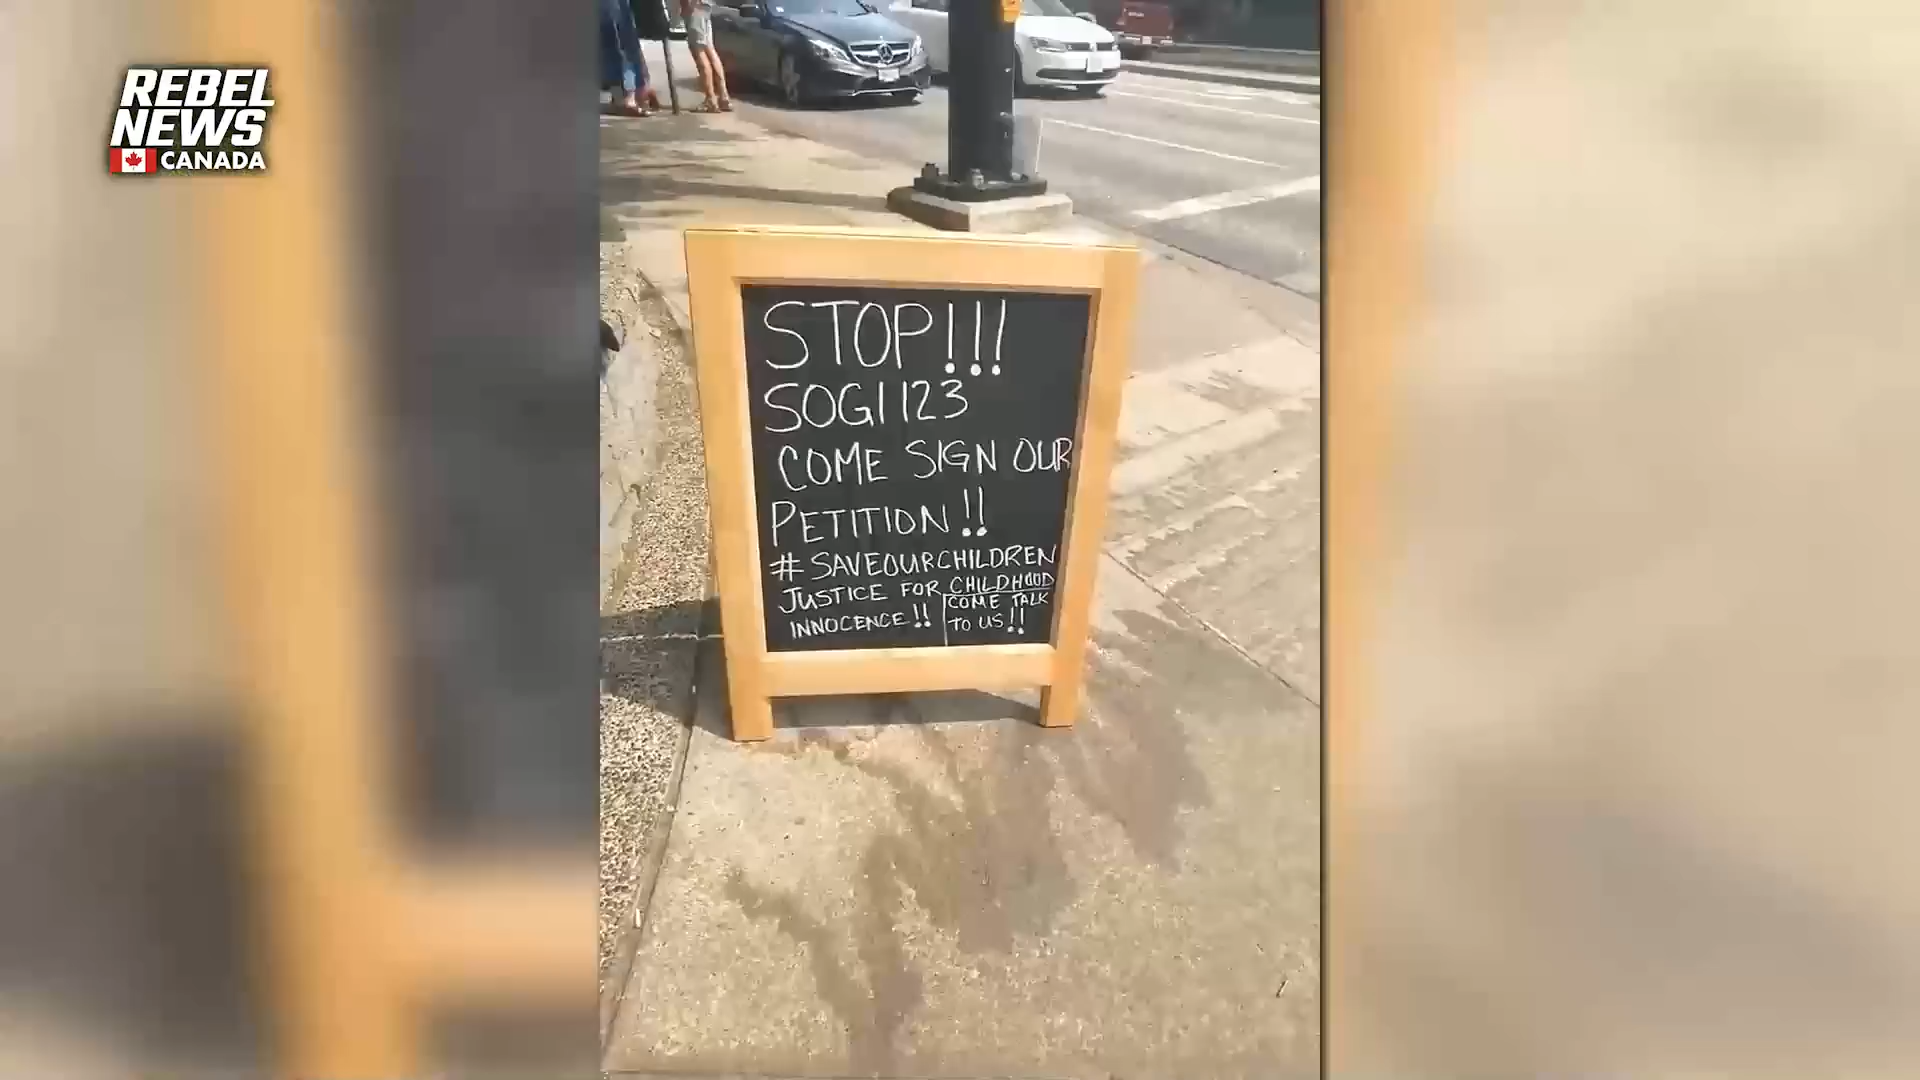 REBEL
NEWS
CANADA
STOP!!!
SOGI 123
COME SIGN OUR
PETITION!!
#SAVEOURCHILDREN
JUSTICE FOR CHILDHOOD
INNOCENCE!!
COME TALK
TO US!!